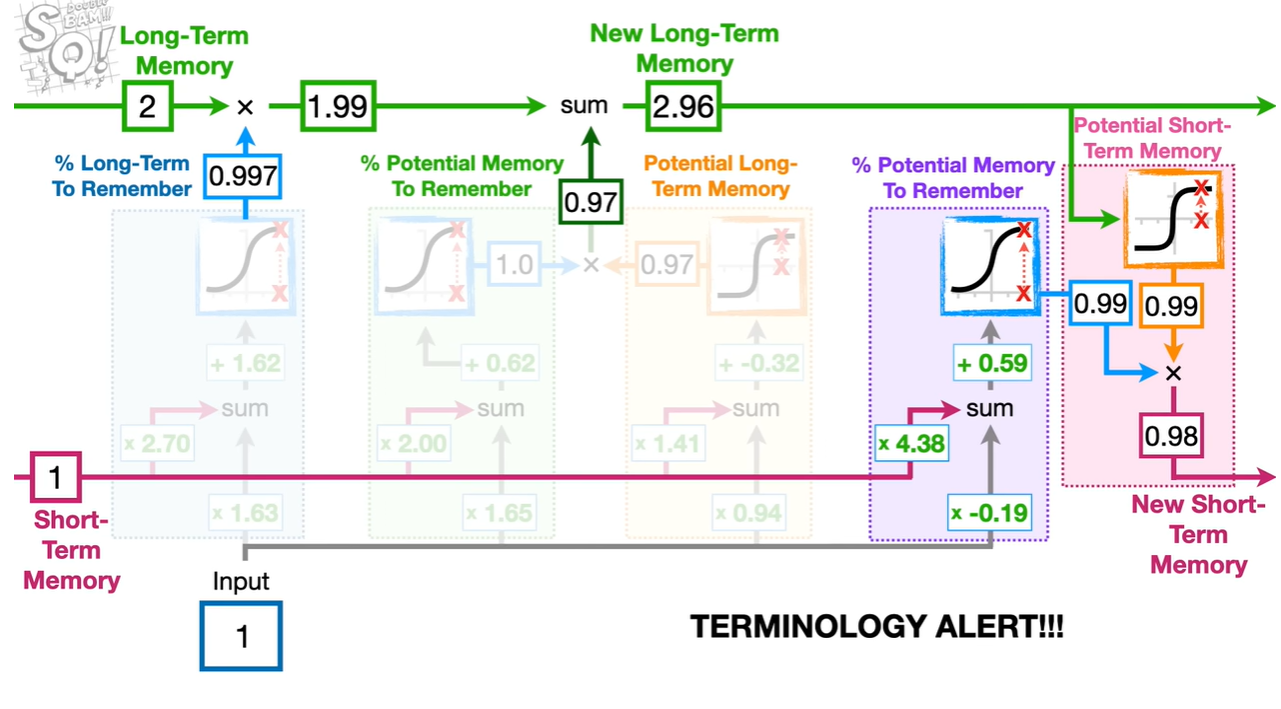 DOUBLE
BAM!!!
SQ!
Long-Term
Memory
New Long-Term
Memory
2
×
1.99
sum
2.96
Potential Short-
Term Memory
% Long-Term
To Remember
0.997
% Potential Memory
To Remember
0.97
Potential Long-
Term Memory
% Potential Memory
To Remember
1.0
×
0.97
0.99
0.99
+ 1.62
+ 0.62
+ -0.32
+ 0.59
×
sum
sum
sum
sum
x 2.70
x 2.00
x 1.41
x 4.38
0.98
1
x 1.63
x 1.65
x 0.94
x -0.19
Short-
Term
Memory
New Short-
Term
Memory
Input
1
TERMINOLOGY ALERT!!!